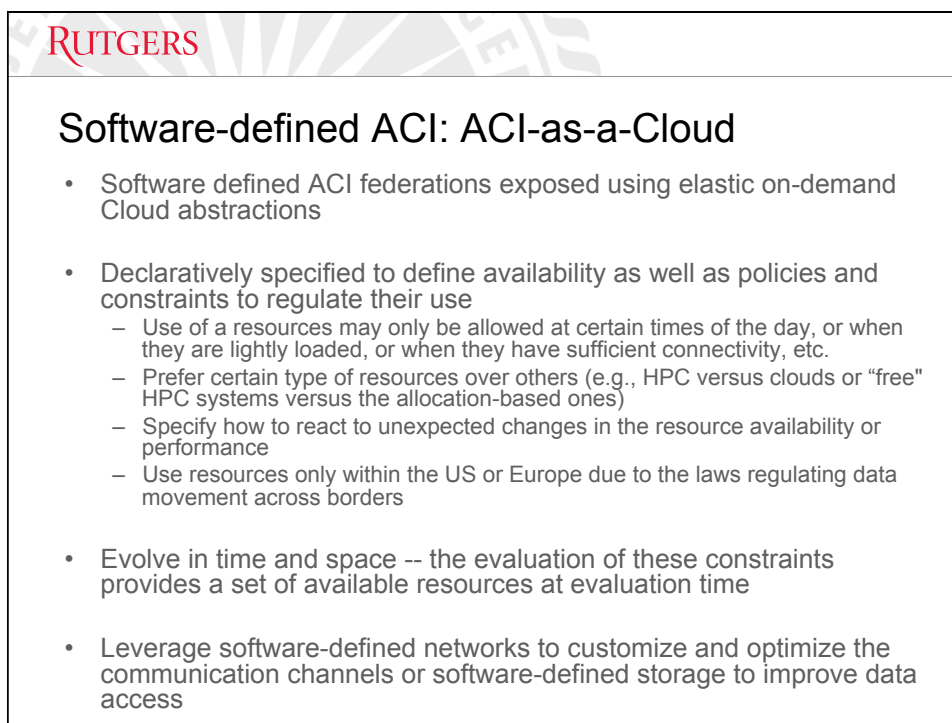 RUTGERS
Software-defined ACI: ACI-as-a-Cloud
• Software defined ACI federations exposed using elastic on-demand
Cloud abstractions
• Declaratively specified to define availability as well as policies and
constraints to regulate their use
– Use of a resources may only be allowed at certain times of the day, or when
they are lightly loaded, or when they have sufficient connectivity, etc.
– Prefer certain type of resources over others (e.g., HPC versus clouds or “free"
HPC systems versus the allocation-based ones)
– Specify how to react to unexpected changes in the resource availability or
performance
– Use resources only within the US or Europe due to the laws regulating data
movement across borders
• Evolve in time and space -- the evaluation of these constraints
provides a set of available resources at evaluation time
• Leverage software-defined networks to customize and optimize the
communication channels or software-defined storage to improve data
access